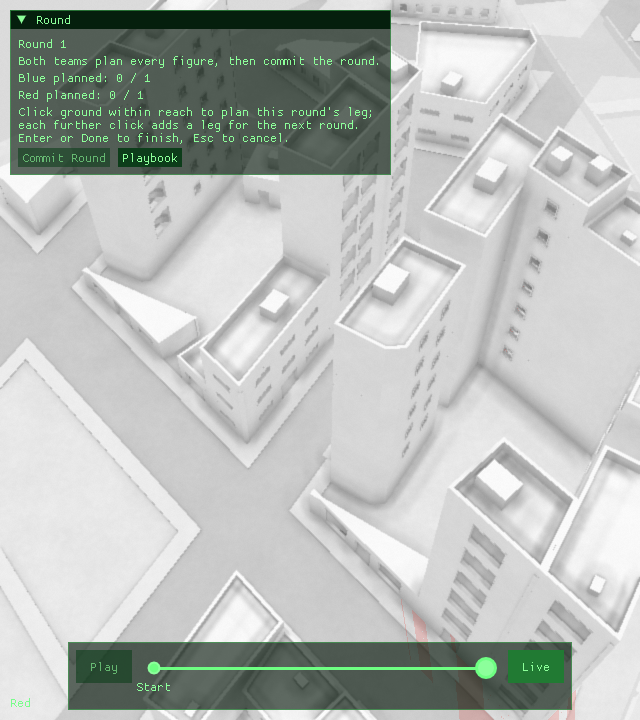 Round
Round 1
Both teams plan every figure, then commit the round.
Blue planned: 0 / 1
Red planned: 0 / 1
Click ground within reach to plan this round's leg;
each further click adds a leg for the next round.
Enter or Done to finish, Esc to cancel.
Commit Round Playbook
Play Live
Start
Red